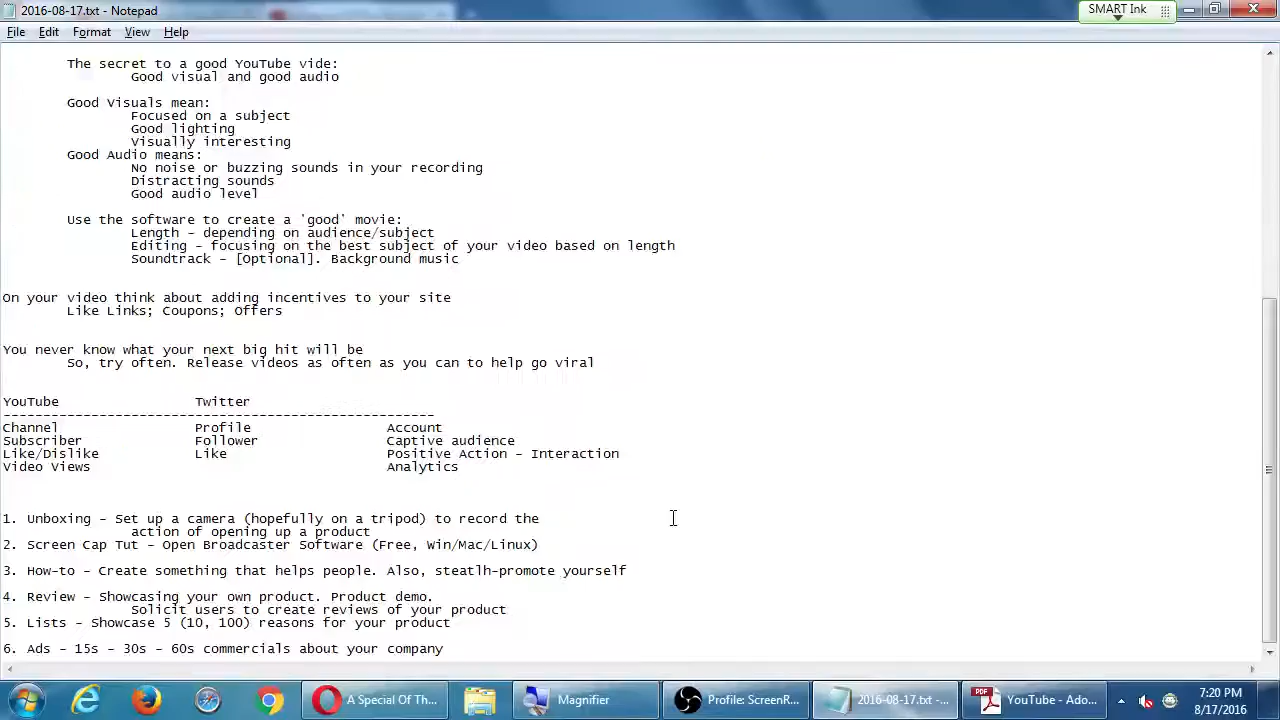 2016-08-17.txt - Notepad
SMART Ink
File Edit Format View Help
The secret to a good YouTube vide:
Good visual and good audio
Good Visuals mean:
Focused on a subject
Good lighting
Visually interesting
Good Audio means:
No noise or buzzing sounds in your recording
Distracting sounds
Good audio level
Use the software to create a 'good' movie:
Length - depending on audience/subject
Editing - focusing on the best subject of your video based on length
Soundtrack - [Optional]. Background music
On your video think about adding incentives to your site
Like Links; Coupons; Offers
You never know what your next big hit will be
So, try often. Release videos as often as you can to help go viral
YouTube Twitter
------------------------------------------------------
Channel Profile Account
Subscriber Follower Captive audience
Like/Dislike Like Positive Action - Interaction
Video Views Analytics
1. Unboxing - Set up a camera (hopefully on a tripod) to record the
action of opening up a product
2. Screen Cap Tut - Open Broadcaster Software (Free, Win/Mac/Linux)
3. How-to - Create something that helps people. Also, steatlh-promote yourself
4. Review - Showcasing your own product. Product demo.
Solicit users to create reviews of your product
5. Lists - Showcase 5 (10, 100) reasons for your product
6. Ads - 15s - 30s - 60s commercials about your company
A Special Of Th... Magnifier Profile: ScreenR... 2016-08-17.txt -... YouTube - Ado... 7:20 PM
8/17/2016